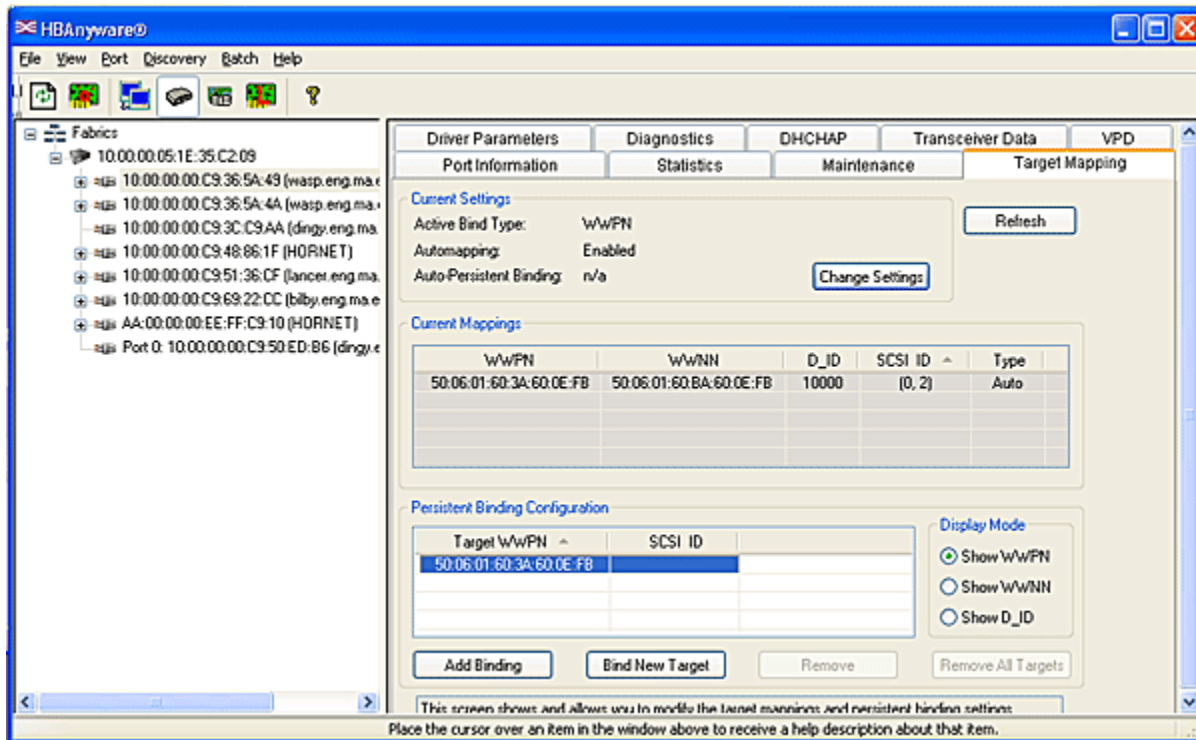 HBAnyware®
File View Port Discovery Batch Help
Fabrics
10:00:00:05:1E:35:C2:09
10:00:00:00:C9:36:5A:49 (wasp.eng.ma.e
10:00:00:00:C9:36:5A:4A (wasp.eng.ma.
10:00:00:00:C9:3C:C9:AA (dingy.eng.ma.
10:00:00:00:C9:48:86:1F (HORNET)
10:00:00:00:C9:51:36:CF (lancer.eng.ma.
10:00:00:00:C9:69:22:CC (bilby.eng.ma.e
AA:00:00:00:EE:FF:C9:10 (HORNET)
Port 0: 10:00:00:00:C9:50:ED:B6 (dingy.e
Driver Parameters Diagnostics DHCHAP Transceiver Data VPD
Port Information Statistics Maintenance Target Mapping
Current Settings
Active Bind Type: WWPN
Automapping: Enabled
Auto-Persistent Binding: n/a
Refresh
Change Settings
Current Mappings
WWPN WWNN D_ID SCSI ID Type
50:06:01:60:3A:60:0E:FB 50:06:01:60:BA:60:0E:FB 10000 (0, 2) Auto
Persistent Binding Configuration
Target WWPN SCSI ID
50:06:01:60:3A:60:0E:FB
Display Mode
Show WWPN
Show WWNN
Show D_ID
Add Binding Bind New Target Remove Remove All Targets
This screen shows and allows you to modify the target mappings and persistent binding settings
Place the cursor over an item in the window above to receive a help description about that item.